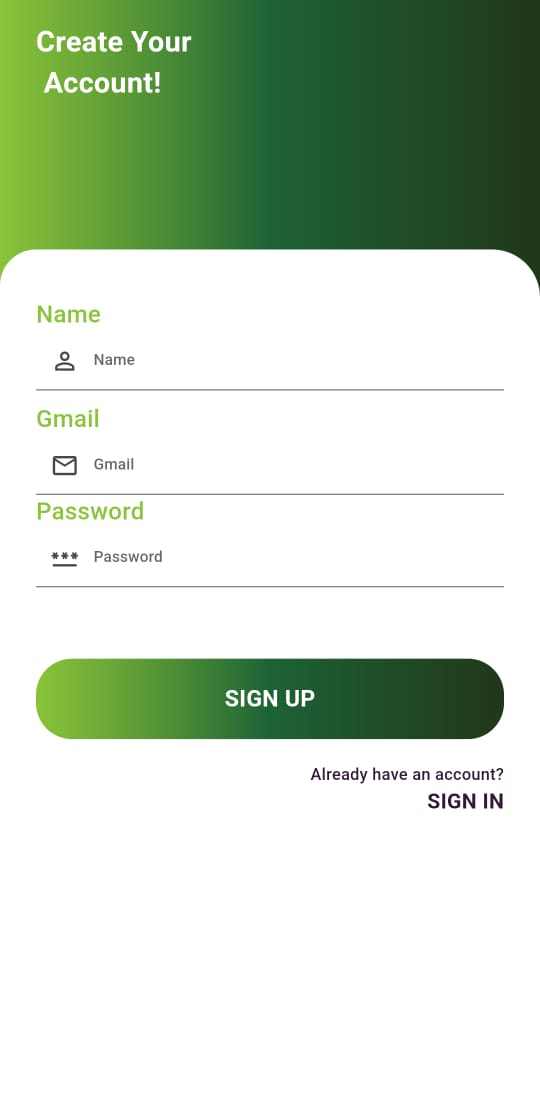 Create Your
Account!
Name
Name
Gmail
Gmail
Password
Password
SIGN UP
Already have an account?
SIGN IN